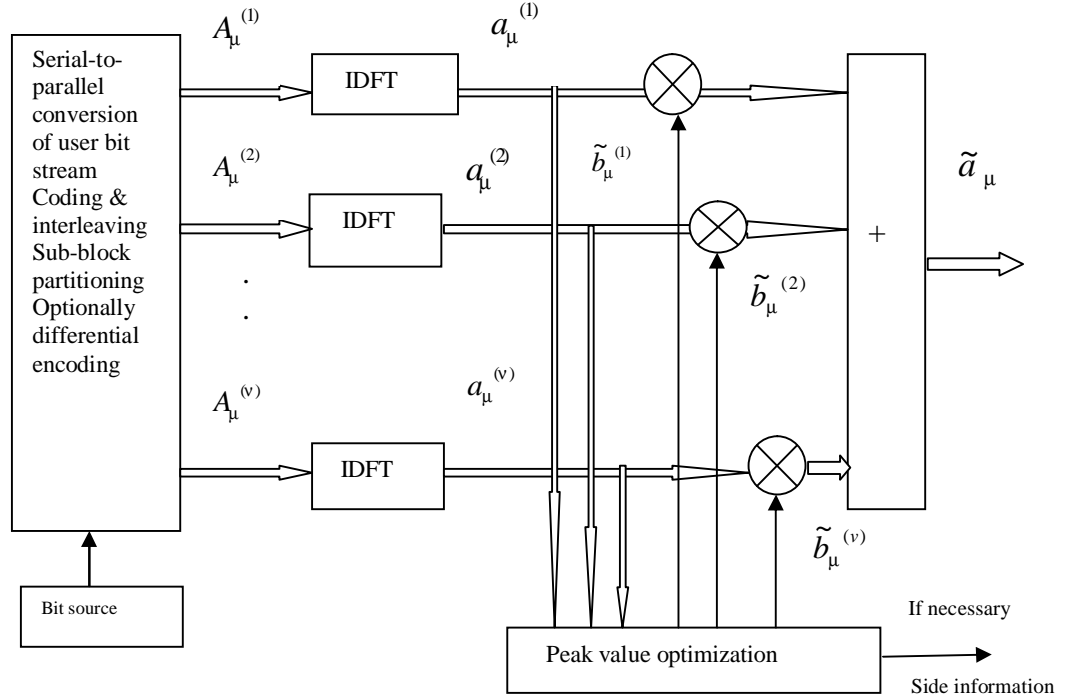 A_μ^(1)
a_μ^(1)
Serial-to-
parallel
conversion
of user bit
stream
Coding &
interleaving
Sub-block
partitioning
Optionally
differential
encoding
IDFT
A_μ^(2)
a_μ^(2)
b̃_μ^(1)
ã_μ
IDFT
+
b̃_μ^(2)
.
.
A_μ^(v)
a_μ^(v)
IDFT
b̃_μ^(v)
Bit source
If necessary
Peak value optimization
Side information